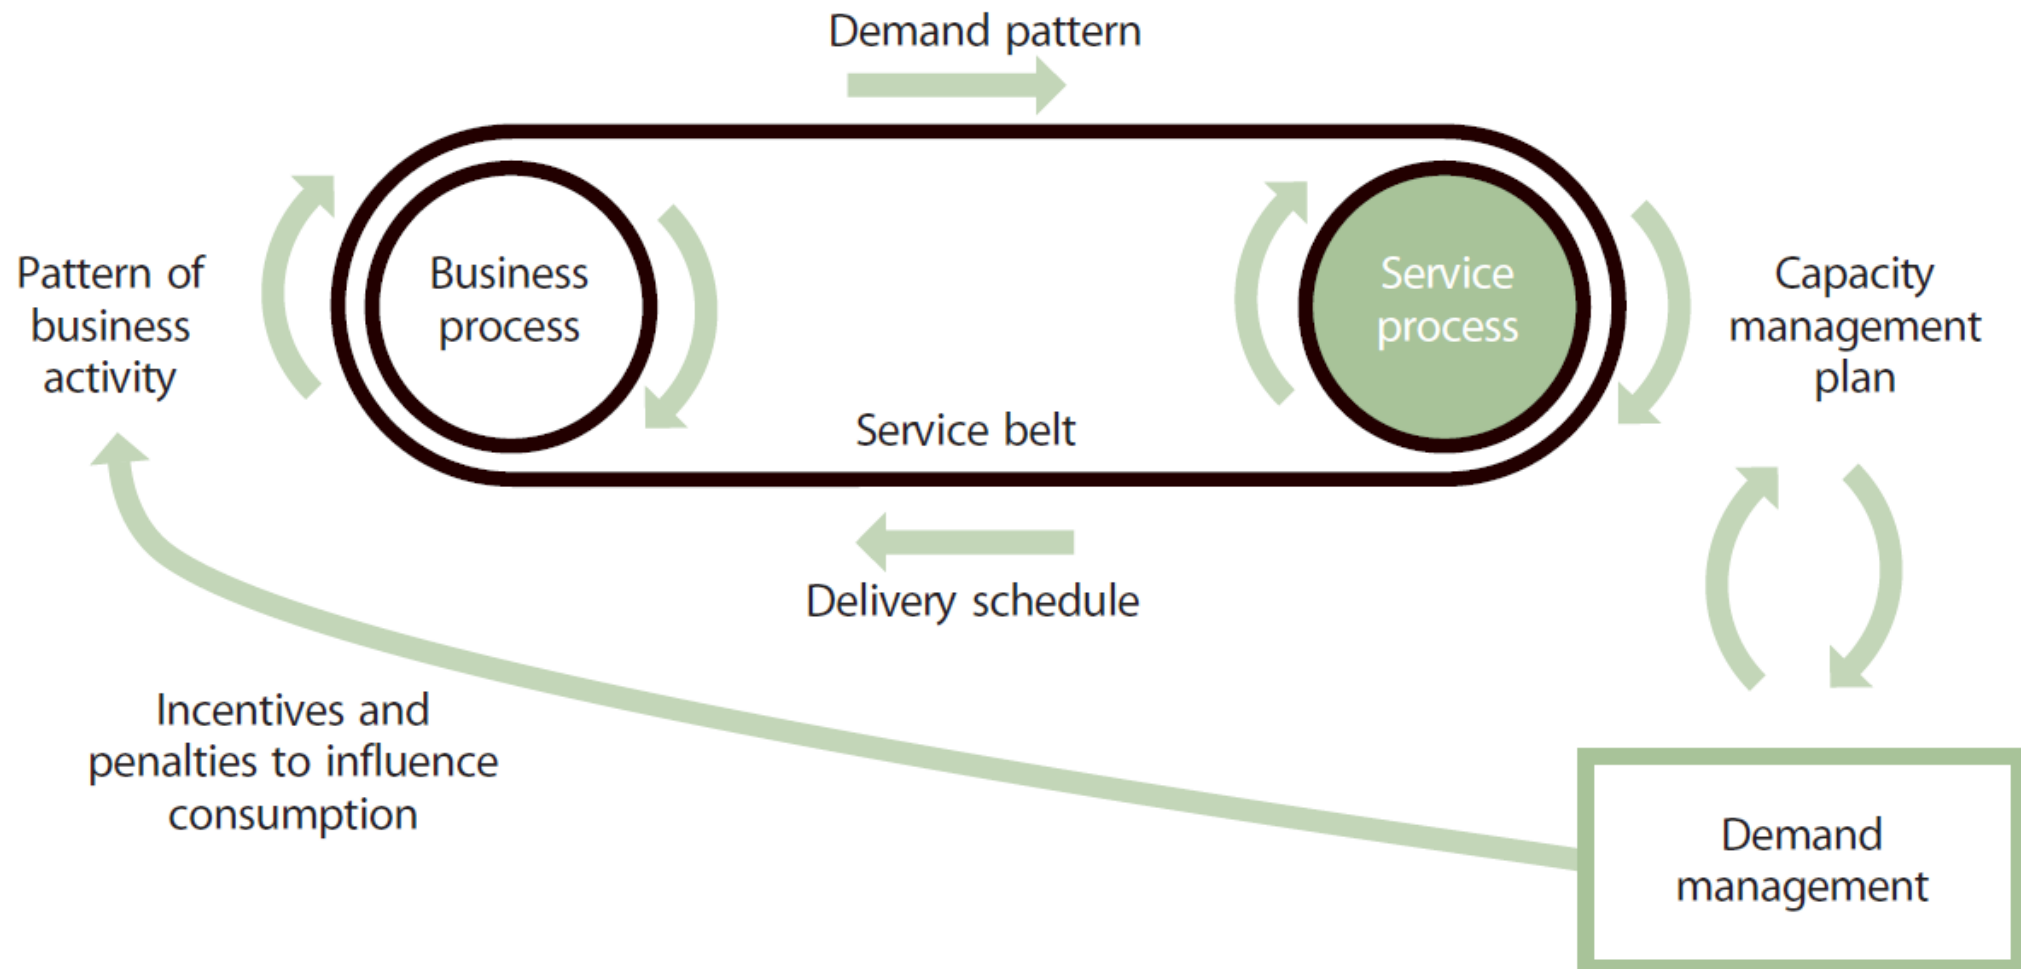 Demand pattern
Pattern of
business
activity
Business
process
Service
process
Capacity
management
plan
Service belt
Delivery schedule
Incentives and
penalties to influence
consumption
Demand
management